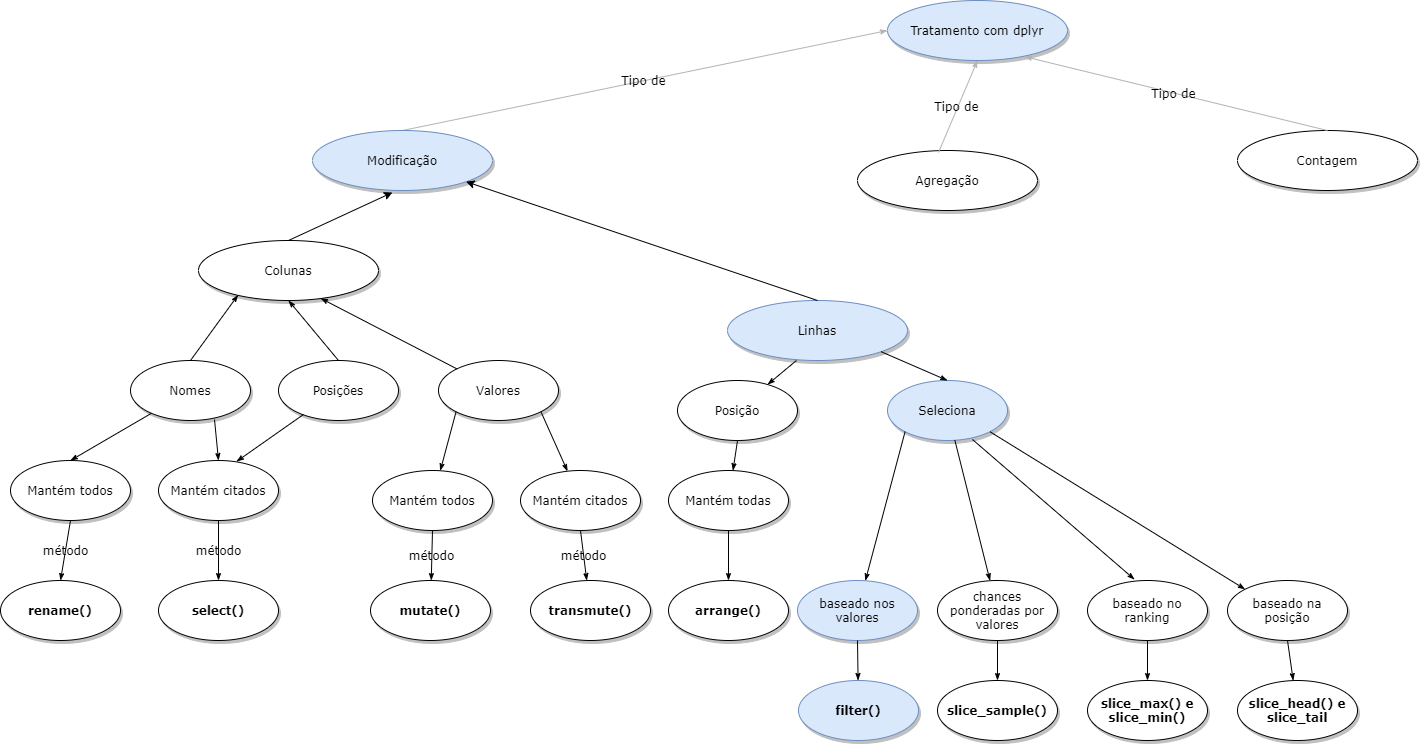 Tratamento com dplyr
Tipo de
Tipo de
Tipo de
Modificação
Agregação
Contagem
Colunas
Linhas
Nomes
Posições
Valores
Posição
Seleciona
Mantém todos
Mantém citados
Mantém todos
Mantém citados
Mantém todas
método
método
método
método
rename()
select()
mutate()
transmute()
arrange()
baseado nos
valores
chances
ponderadas por
valores
baseado no
ranking
baseado na
posição
filter()
slice_sample()
slice_max() e
slice_min()
slice_head() e
slice_tail